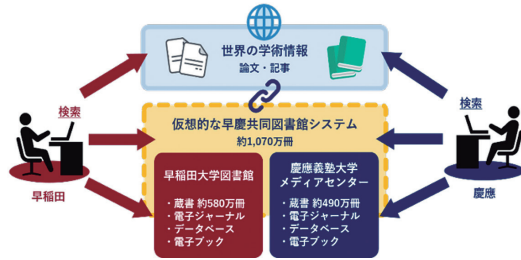 世界の学術情報
論文・記事
検索
検索
仮想的な早慶共同図書館システム
約1,070万冊
早稲田
慶應
早稲田大学図書館
・蔵書 約580万冊
・電子ジャーナル
・データベース
・電子ブック
慶應義塾大学
メディアセンター
・蔵書 約490万冊
・電子ジャーナル
・データベース
・電子ブック